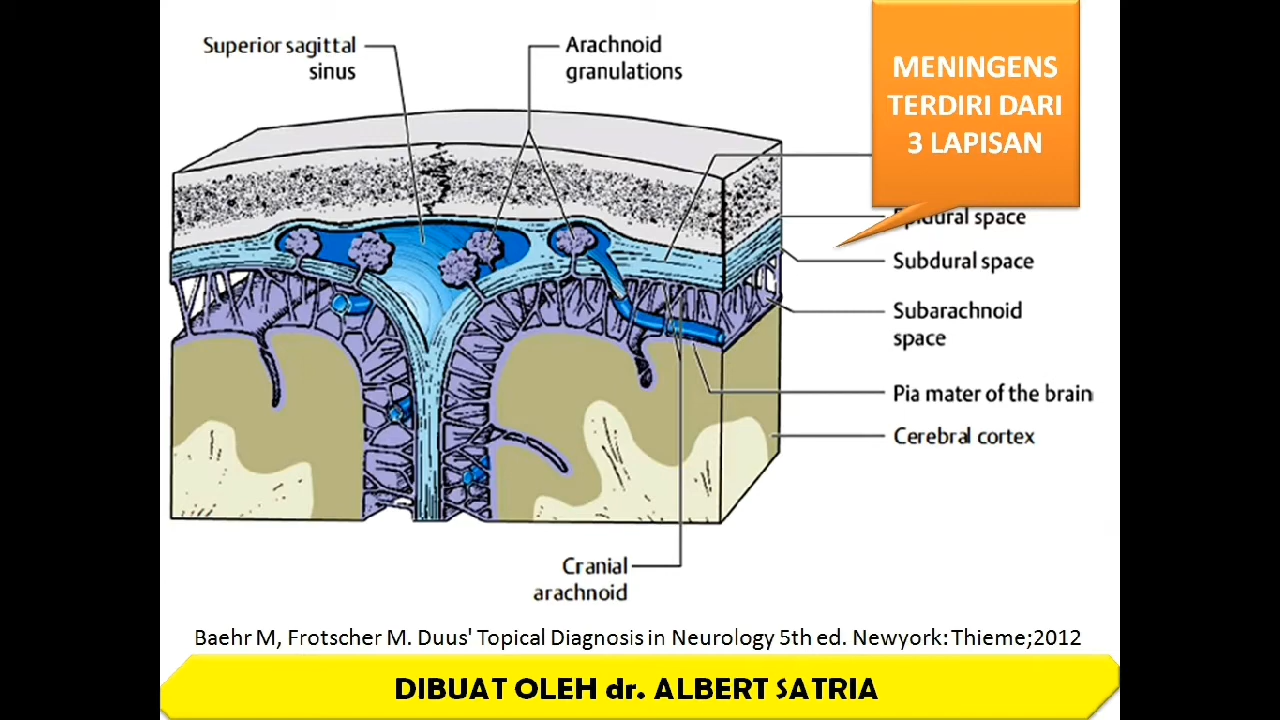 Superior sagittal
sinus
Arachnoid
granulations
MENINGENS
TERDIRI DARI
3 LAPISAN
Epidural space
Subdural space
Subarachnoid
space
Pia mater of the brain
Cerebral cortex
Cranial
arachnoid
Baehr M, Frotscher M. Duus' Topical Diagnosis in Neurology 5th ed. Newyork: Thieme;2012
DIBUAT OLEH dr. ALBERT SATRIA